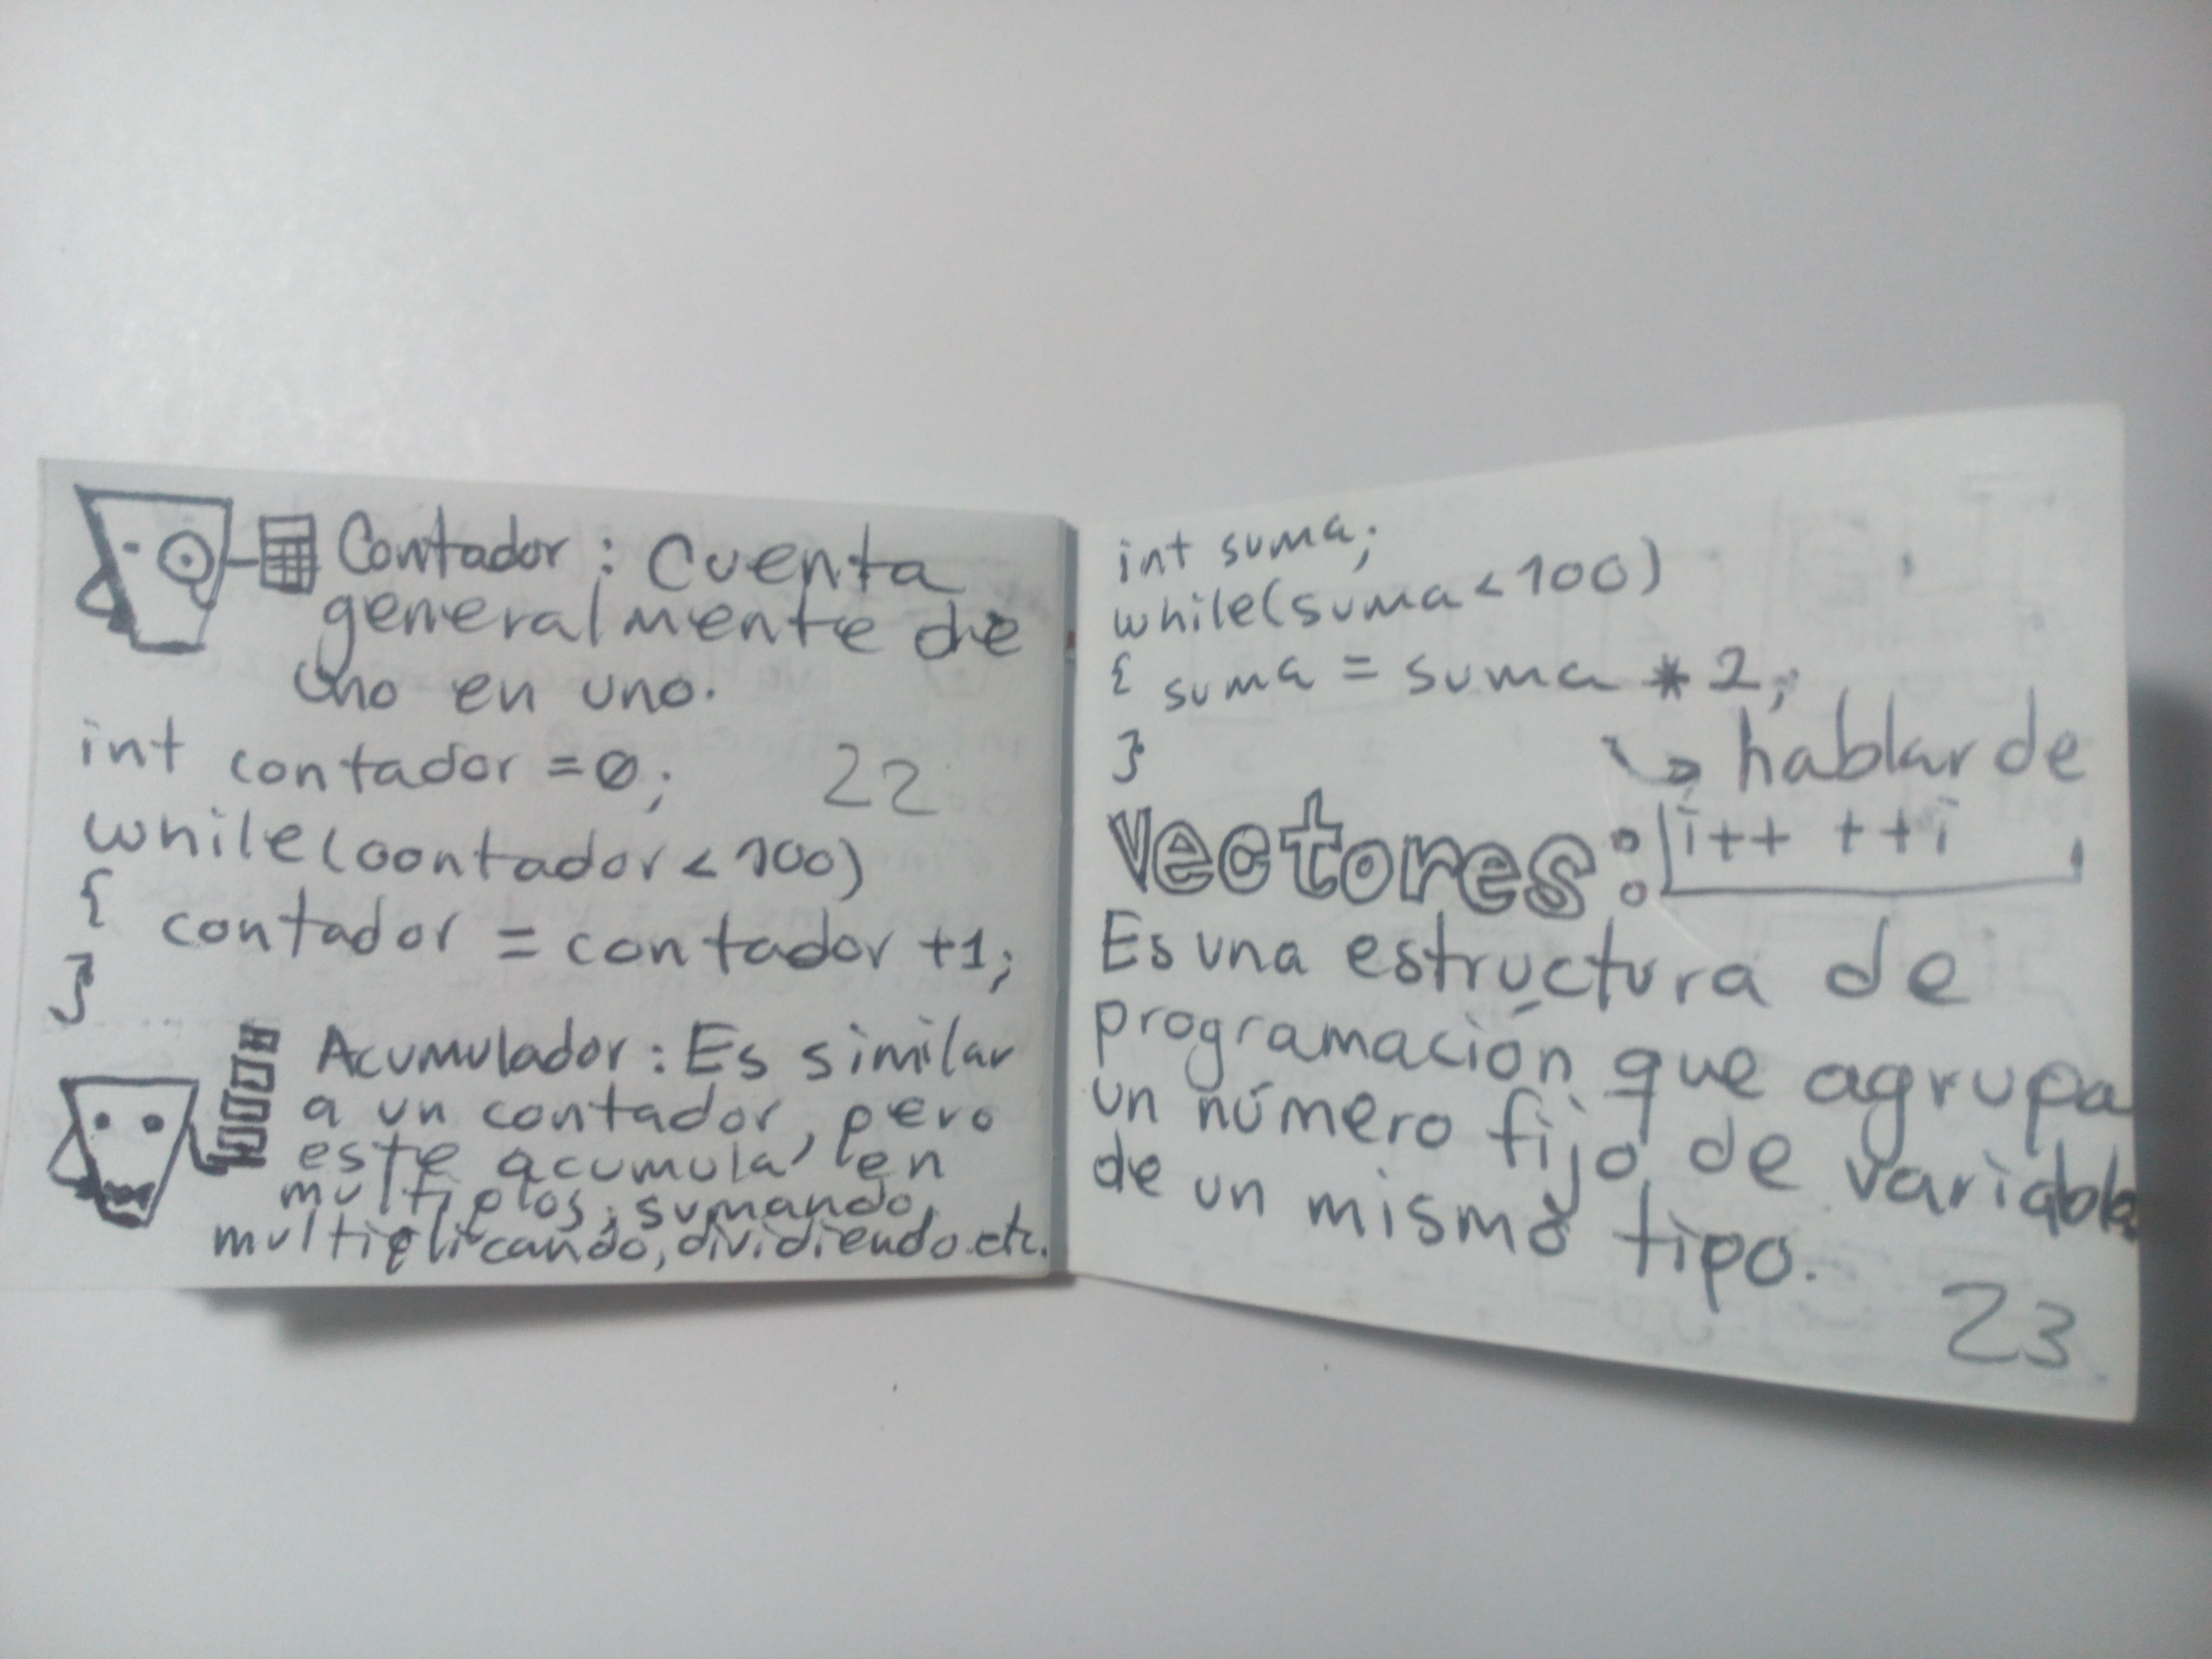 Contador: Cuenta
generalmente de
uno en uno.
int contador = 0;
22
while(contador < 100)
{ contador = contador +1;
}
Acumulador: Es similar
a un contador, pero
este acumula en
multiplos; sumando,
multiplicando, dividiendo etc.
int suma;
while(suma < 100)
{ suma = suma * 2;
}
hablar de
i++ ++i
Vectores:
Es una estructura de
programación que agrupa
un número fijo de variables
de un mismo tipo.
23